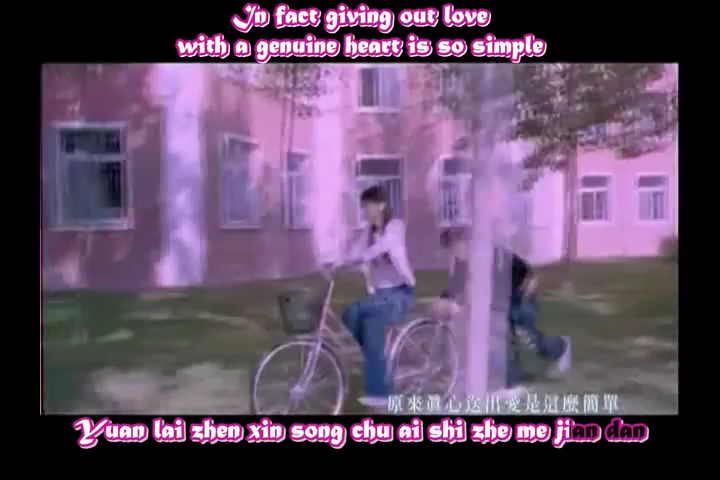 In fact giving out love
with a genuine heart is so simple
原來真心送出愛是這麼簡單
Yuan lai zhen xin song chu ai shi zhe me jian dan